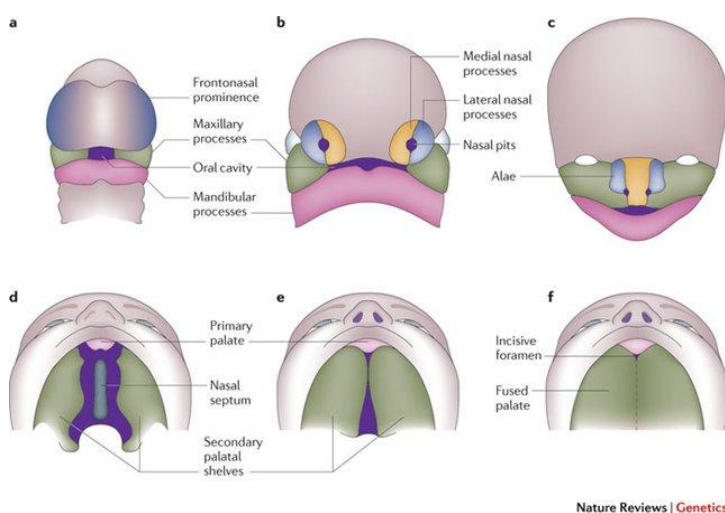 a
b
c
Frontonasal
prominence
Maxillary
processes
Oral cavity
Mandibular
processes
Medial nasal
processes
Lateral nasal
processes
Nasal pits
Alae
d
e
f
Primary
palate
Nasal
septum
Secondary
palatal
shelves
Incisive
foramen
Fused
palate
Nature Reviews | Genetics